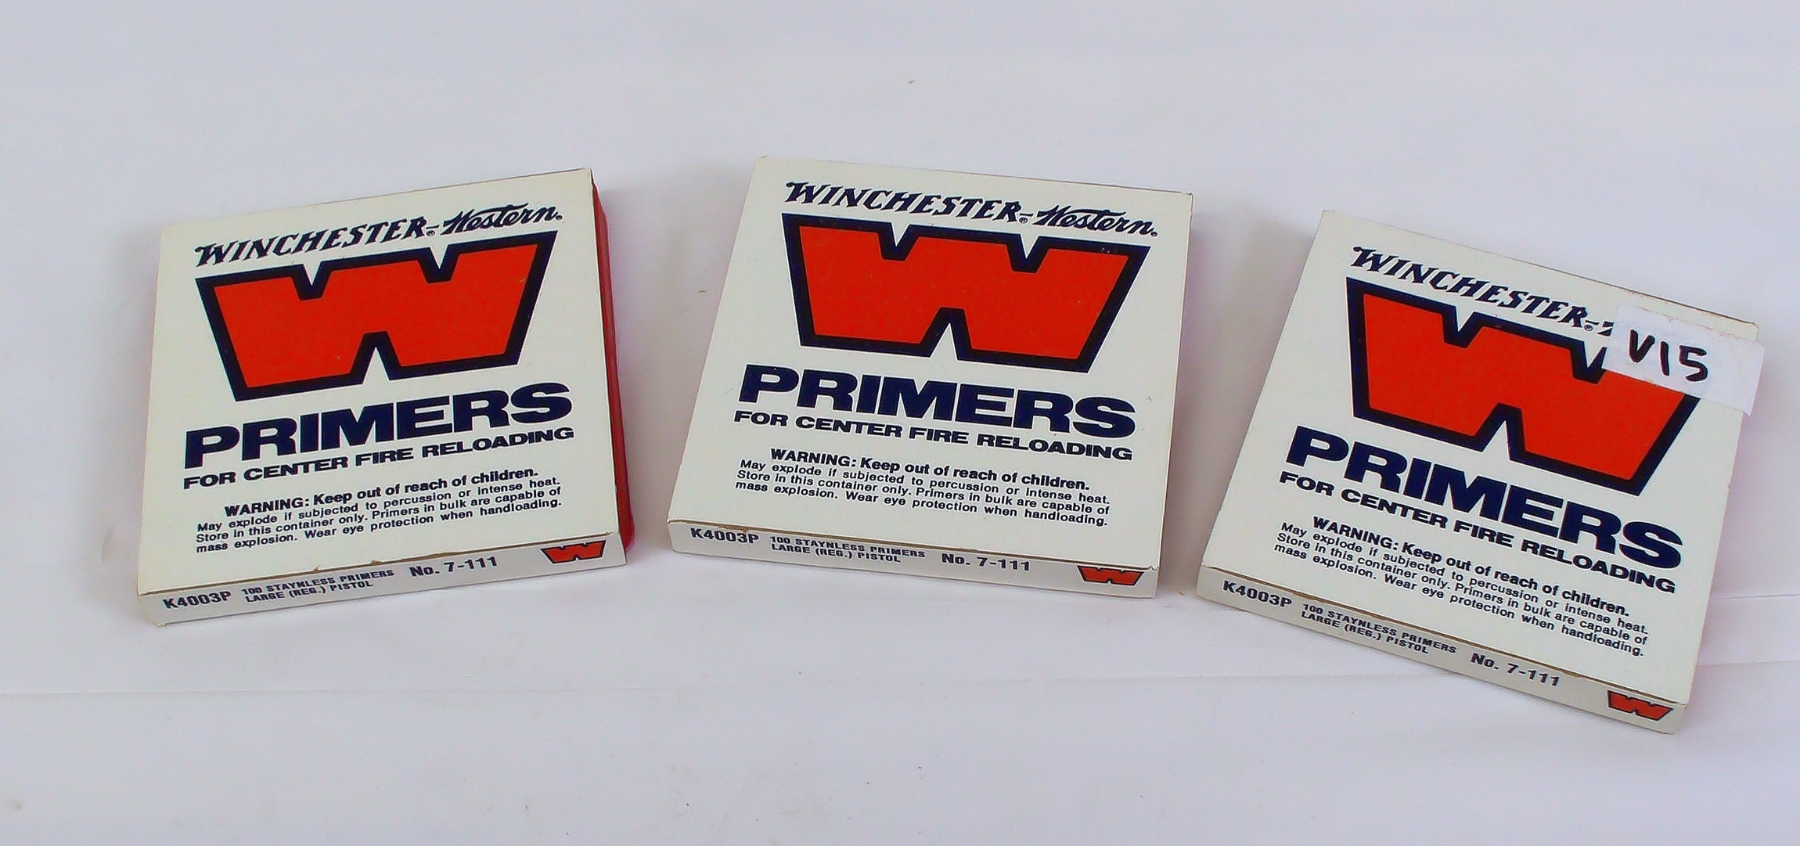 WINCHESTER®-Western.
W
PRIMERS
FOR CENTER FIRE RELOADING
WARNING: Keep out of reach of children.
May explode if subjected to percussion or intense heat.
Store in this container only. Primers in bulk are capable of
mass explosion. Wear eye protection when handloading.
K4003P 100 STAYNLESS PRIMERS No. 7-111 W
LARGE (REG.) PISTOL
WINCHESTER®-Western.
W
PRIMERS
FOR CENTER FIRE RELOADING
WARNING: Keep out of reach of children.
May explode if subjected to percussion or intense heat.
Store in this container only. Primers in bulk are capable of
mass explosion. Wear eye protection when handloading.
K4003P 100 STAYNLESS PRIMERS No. 7-111 W
LARGE (REG.) PISTOL
WINCHESTER®-
V15
W
PRIMERS
FOR CENTER FIRE RELOADING
WARNING: Keep out of reach of children.
May explode if subjected to percussion or intense heat.
Store in this container only. Primers in bulk are capable of
mass explosion. Wear eye protection when handloading.
K4003P 100 STAYNLESS PRIMERS No. 7-111 W
LARGE (REG.) PISTOL